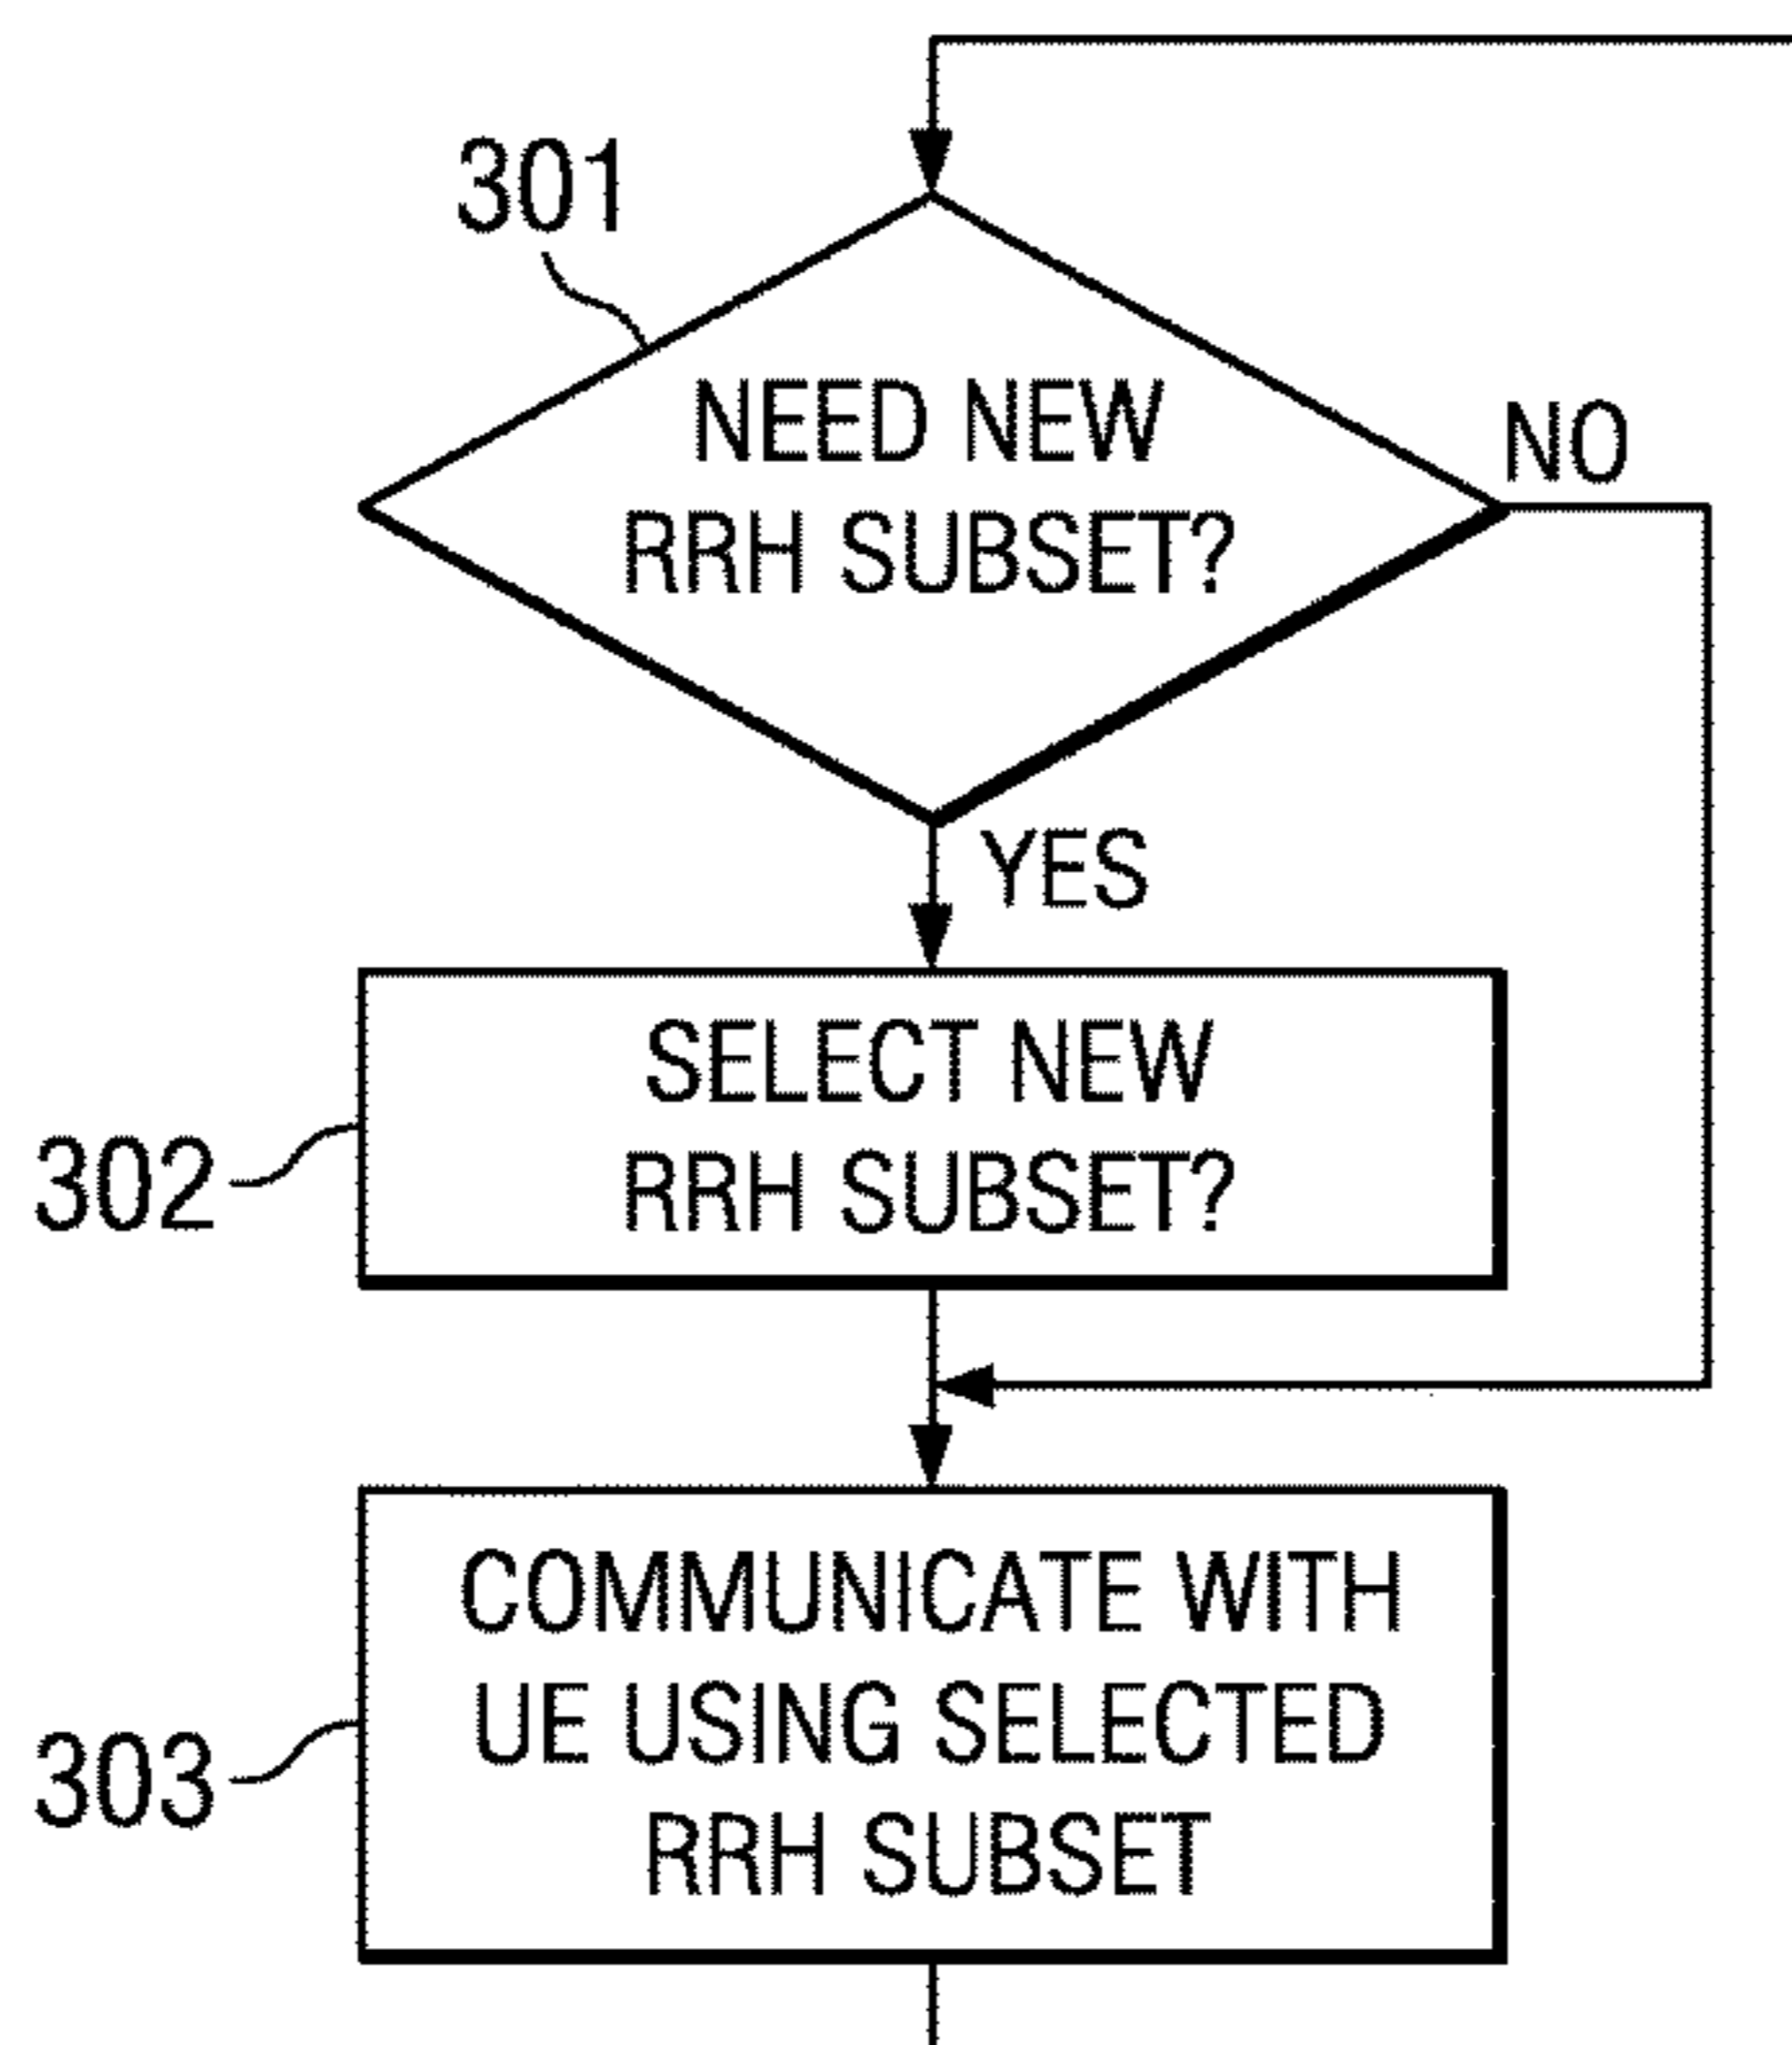 301
NEED NEW
RRH SUBSET?
NO
YES
SELECT NEW
RRH SUBSET?
302
COMMUNICATE WITH
UE USING SELECTED
RRH SUBSET
303